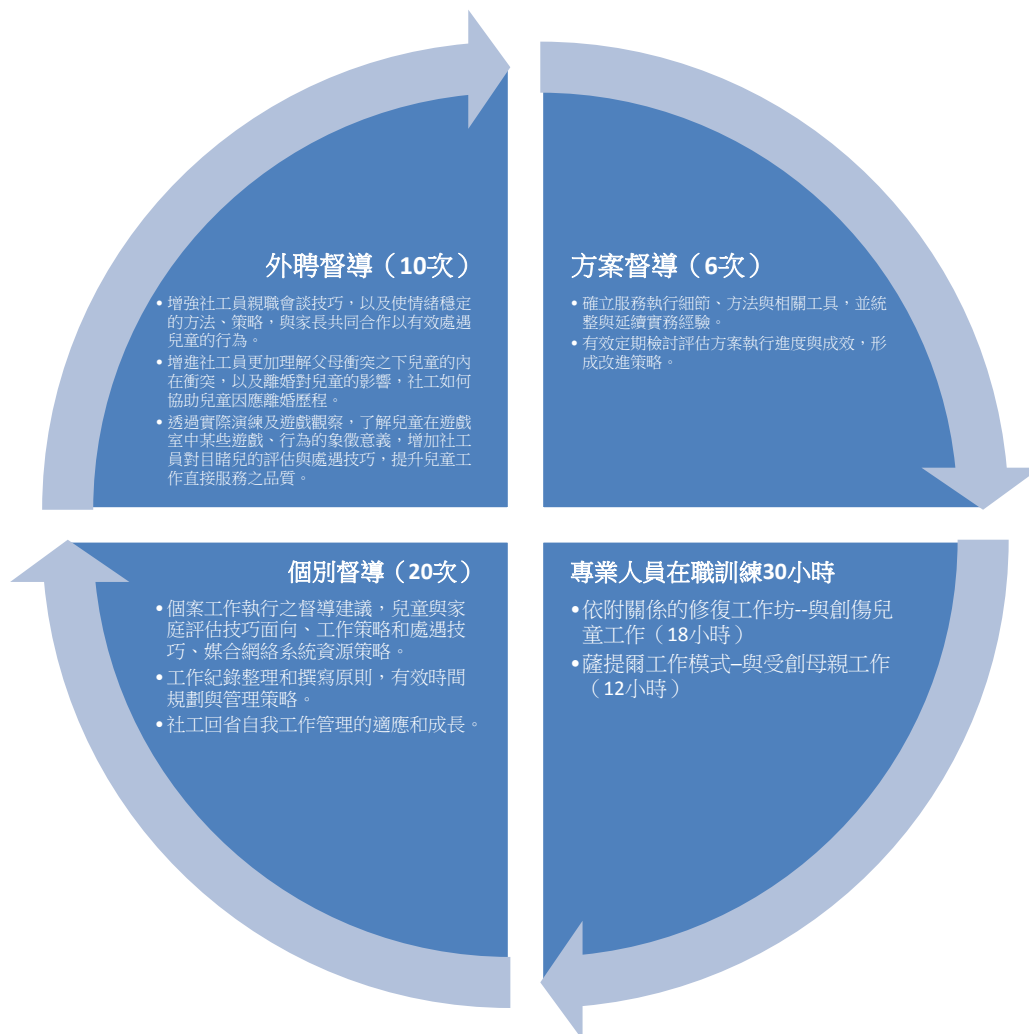 外聘督導（10次）
• 增強社工員親職會談技巧，以及使情緒穩定
的方法、策略，與家長共同合作以有效處遇
兒童的行為。
• 增進社工員更加理解父母衝突之下兒童的內
在衝突，以及離婚對兒童的影響，社工如何
協助兒童因應離婚歷程。
• 透過實際演練及遊戲觀察，了解兒童在遊戲
室中某些遊戲、行為的象徵意義，增加社工
員對目睹兒的評估與處遇技巧，提升兒童工
作直接服務之品質。
方案督導（6次）
• 確立服務執行細節、方法與相關工具，並統
整與延續實務經驗。
• 有效定期檢討評估方案執行進度與成效，形
成改進策略。
個別督導（20次）
• 個案工作執行之督導建議，兒童與家
庭評估技巧面向、工作策略和處遇技
巧、媒合網絡系統資源策略。
• 工作紀錄整理和撰寫原則，有效時間
規劃與管理策略。
• 社工回省自我工作管理的適應和成長。
專業人員在職訓練30小時
• 依附關係的修復工作坊--與創傷兒
童工作（18小時）
• 薩提爾工作模式–與受創母親工作
（12小時）